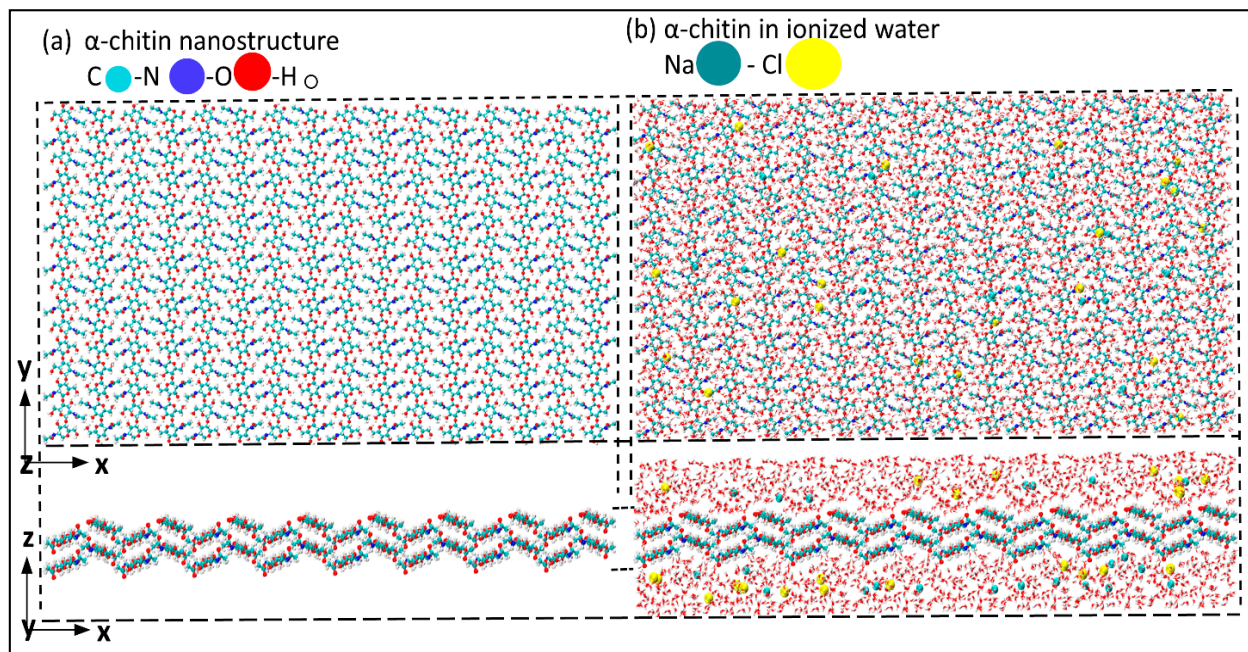 (a) α-chitin nanostructure
C -N -O -H
(b) α-chitin in ionized water
Na - Cl
y
z x
z
y x